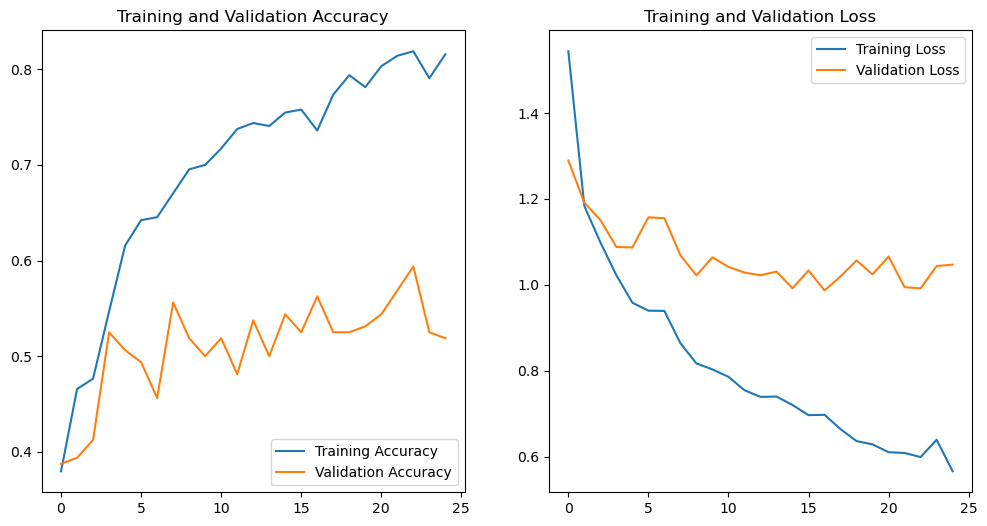 Training and Validation Accuracy
0.8
0.7
0.6
0.5
0.4
Training Accuracy
Validation Accuracy
0 5 10 15 20 25
Training and Validation Loss
Training Loss
Validation Loss
1.4
1.2
1.0
0.8
0.6
0 5 10 15 20 25